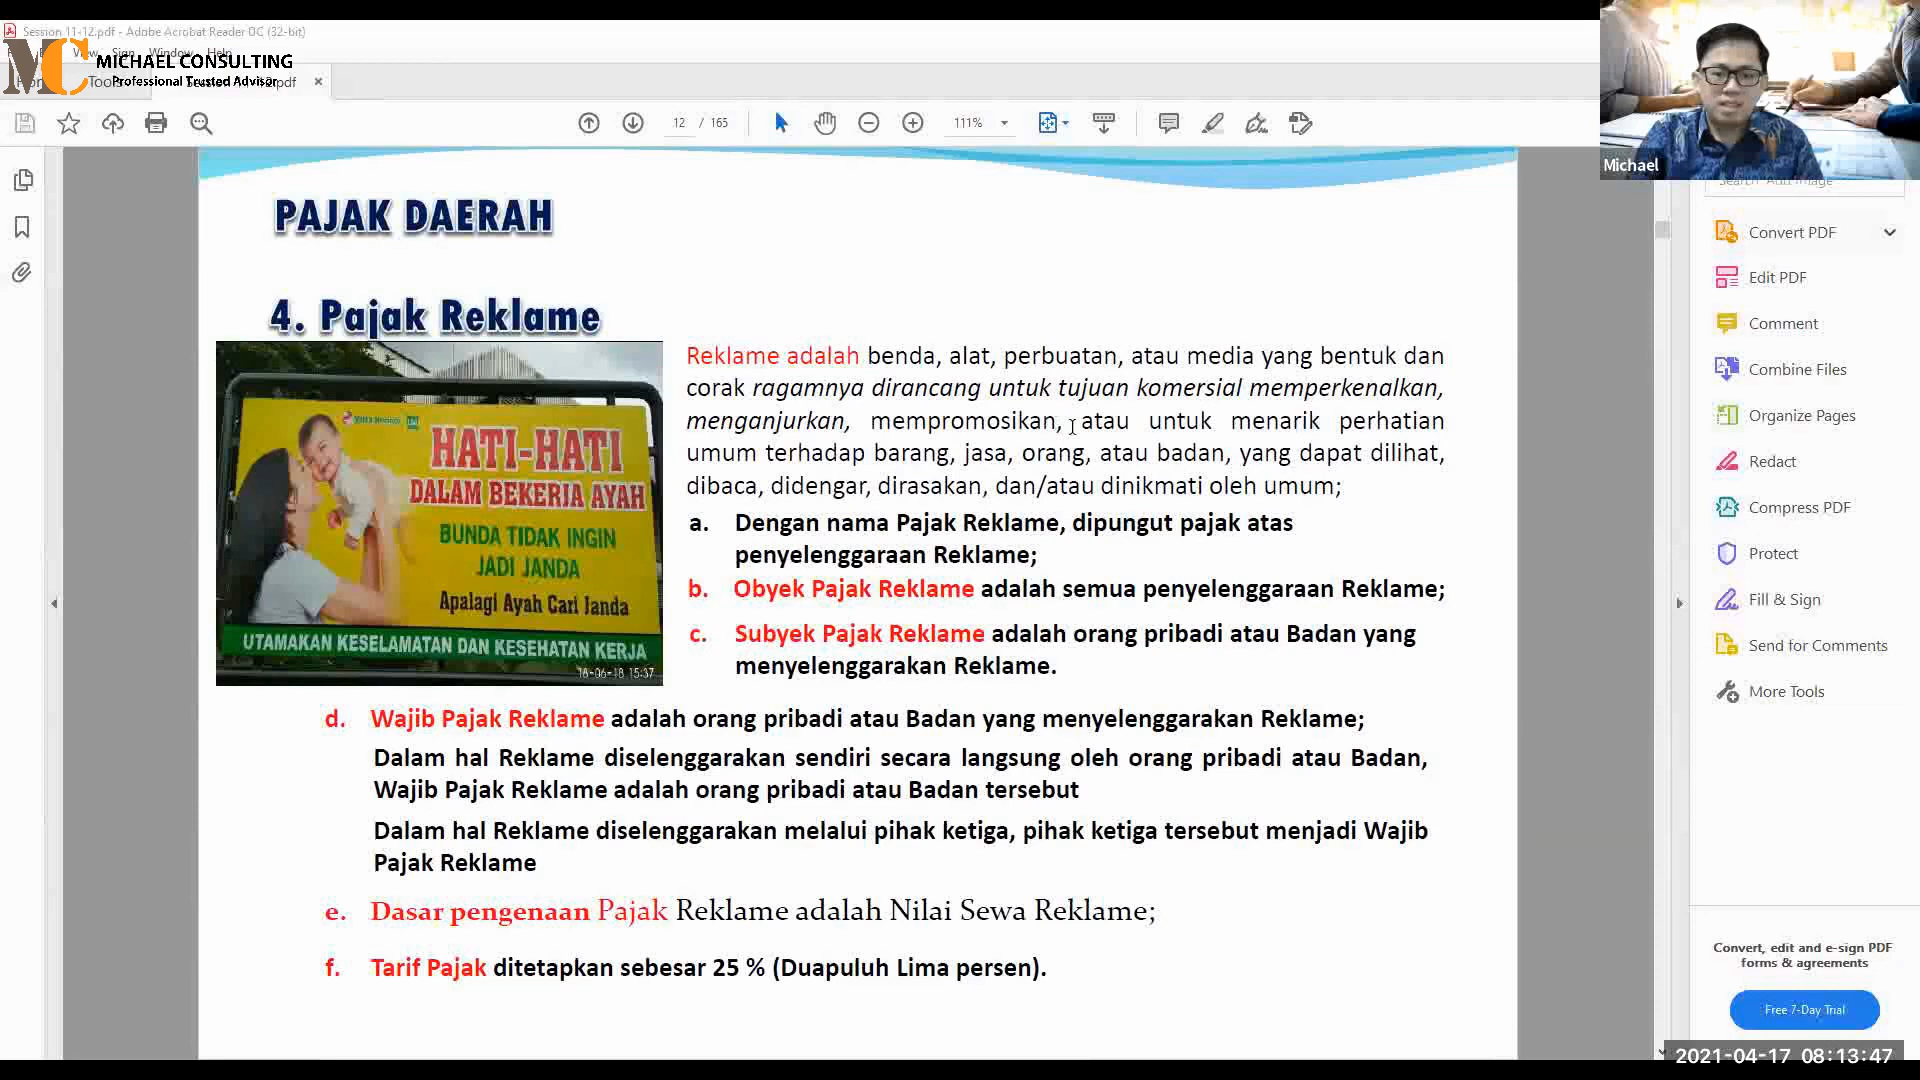 Session 11-12.pdf - Adobe Acrobat Reader DC (32-bit)
View Sign Window Help
MICHAEL CONSULTING
Professional Trusted Advisor
Tools
12 / 165
111%
Michael
PAJAK DAERAH
4. Pajak Reklame
HATI-HATI
DALAM BEKERJA AYAH
BUNDA TIDAK INGIN
JADI JANDA
Apalagi Ayah Cari Janda
UTAMAKAN KESELAMATAN DAN KESEHATAN KERJA
18-06-18 15:37
Reklame adalah benda, alat, perbuatan, atau media yang bentuk dan
corak ragamnya dirancang untuk tujuan komersial memperkenalkan,
menganjurkan, mempromosikan, atau untuk menarik perhatian
umum terhadap barang, jasa, orang, atau badan, yang dapat dilihat,
dibaca, didengar, dirasakan, dan/atau dinikmati oleh umum;
a. Dengan nama Pajak Reklame, dipungut pajak atas
penyelenggaraan Reklame;
b. Obyek Pajak Reklame adalah semua penyelenggaraan Reklame;
c. Subyek Pajak Reklame adalah orang pribadi atau Badan yang
menyelenggarakan Reklame.
d. Wajib Pajak Reklame adalah orang pribadi atau Badan yang menyelenggarakan Reklame;
Dalam hal Reklame diselenggarakan sendiri secara langsung oleh orang pribadi atau Badan,
Wajib Pajak Reklame adalah orang pribadi atau Badan tersebut
Dalam hal Reklame diselenggarakan melalui pihak ketiga, pihak ketiga tersebut menjadi Wajib
Pajak Reklame
e. Dasar pengenaan Pajak Reklame adalah Nilai Sewa Reklame;
f. Tarif Pajak ditetapkan sebesar 25 % (Duapuluh Lima persen).
Search 'Add Image'
Convert PDF
Edit PDF
Comment
Combine Files
Organize Pages
Redact
Compress PDF
Protect
Fill & Sign
Send for Comments
More Tools
Convert, edit and e-sign PDF
forms & agreements
Free 7-Day Trial
2021-04-17 08:13:47